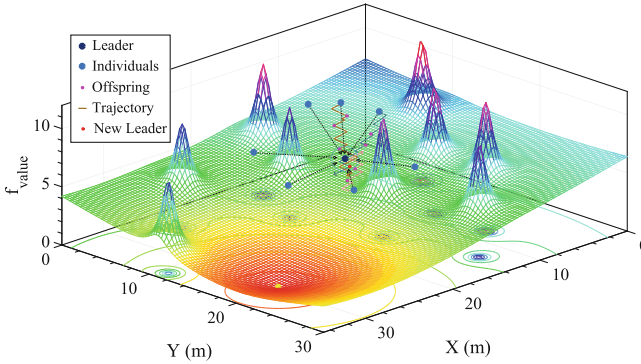 Leader
Individuals
Offspring
Trajectory
New Leader
10
5
0
f_value
0
10
20
30
Y (m)
30
20
10
0
X (m)